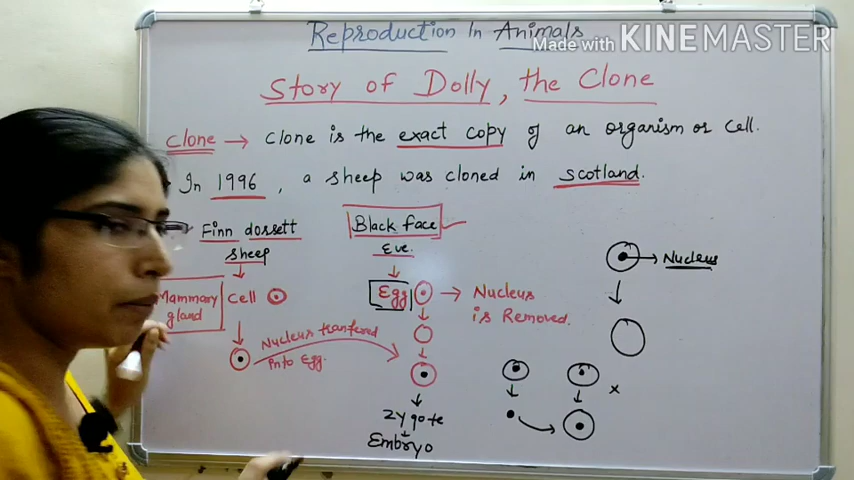 Reproduction In Animals
Made with KINEMASTER
Story of Dolly, the Clone
Clone → Clone is the exact copy of an organism or cell.
In 1996, a sheep was cloned in scotland.
Finn dorsett
sheep
Black face
eve.
Nucleus
Mammary
gland
Cell
Egg
Nucleus
is Removed.
Nucleus tranfered
into Egg.
Zygote
Embryo